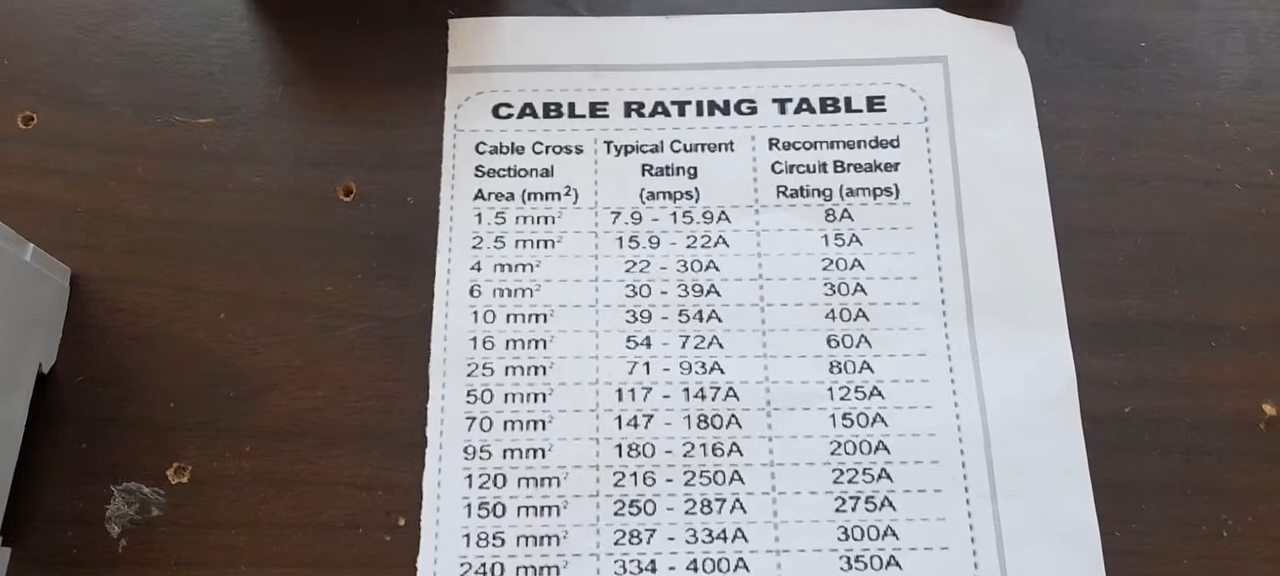 CABLE RATING TABLE
Cable Cross Sectional Area (mm²) Typical Current Rating (amps) Recommended Circuit Breaker Rating (amps)
1.5 mm² 7.9 - 15.9A 8A
2.5 mm² 15.9 - 22A 15A
4 mm² 22 - 30A 20A
6 mm² 30 - 39A 30A
10 mm² 39 - 54A 40A
16 mm² 54 - 72A 60A
25 mm² 71 - 93A 80A
50 mm² 117 - 147A 125A
70 mm² 147 - 180A 150A
95 mm² 180 - 216A 200A
120 mm² 216 - 250A 225A
150 mm² 250 - 287A 275A
185 mm² 287 - 334A 300A
240 mm² 334 - 400A 350A